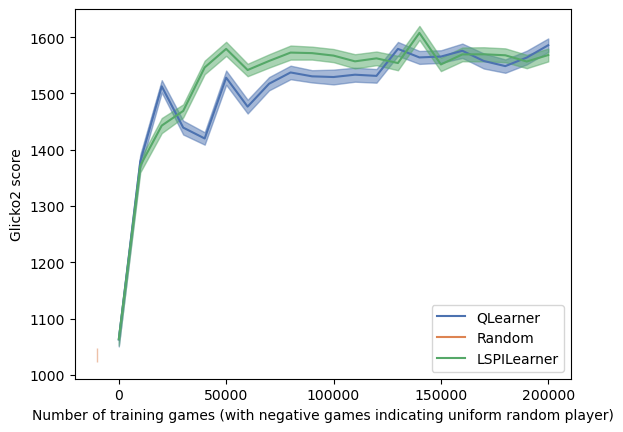 1600
1500
1400
1300
1200
1100
1000
Glicko2 score
QLearner
Random
LSPILearner
0
50000
100000
150000
200000
Number of training games (with negative games indicating uniform random player)